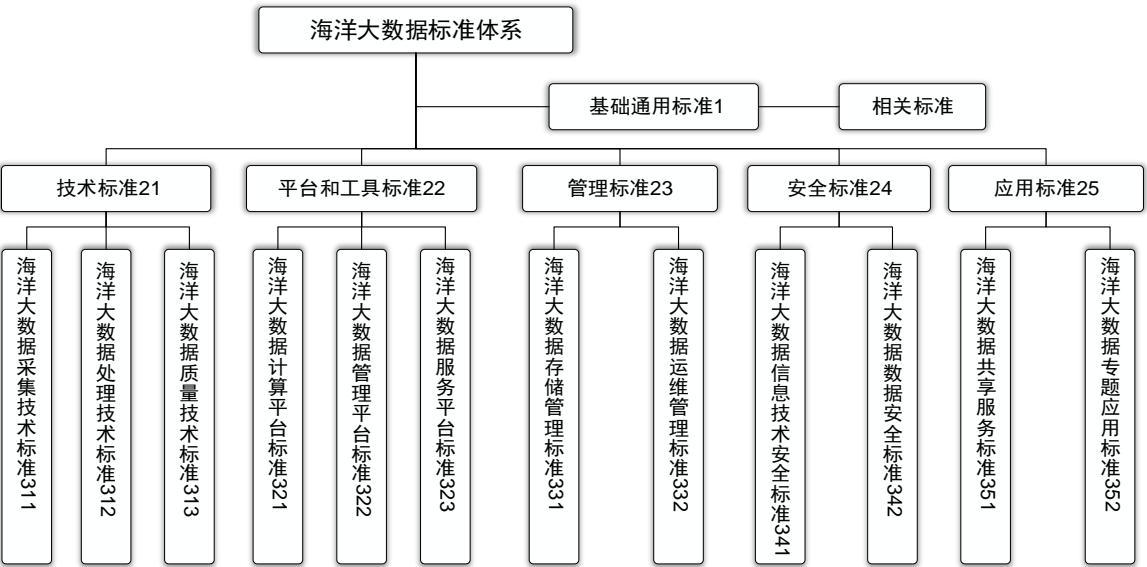 海洋大数据标准体系
基础通用标准1
相关标准
技术标准21
平台和工具标准22
管理标准23
安全标准24
应用标准25
海洋大数据采集技术标准311
海洋大数据处理技术标准312
海洋大数据质量技术标准313
海洋大数据计算平台标准321
海洋大数据管理平台标准322
海洋大数据服务平台标准323
海洋大数据存储管理标准331
海洋大数据运维管理标准332
海洋大数据信息技术安全标准341
海洋大数据数据安全标准342
海洋大数据共享服务标准351
海洋大数据专题应用标准352